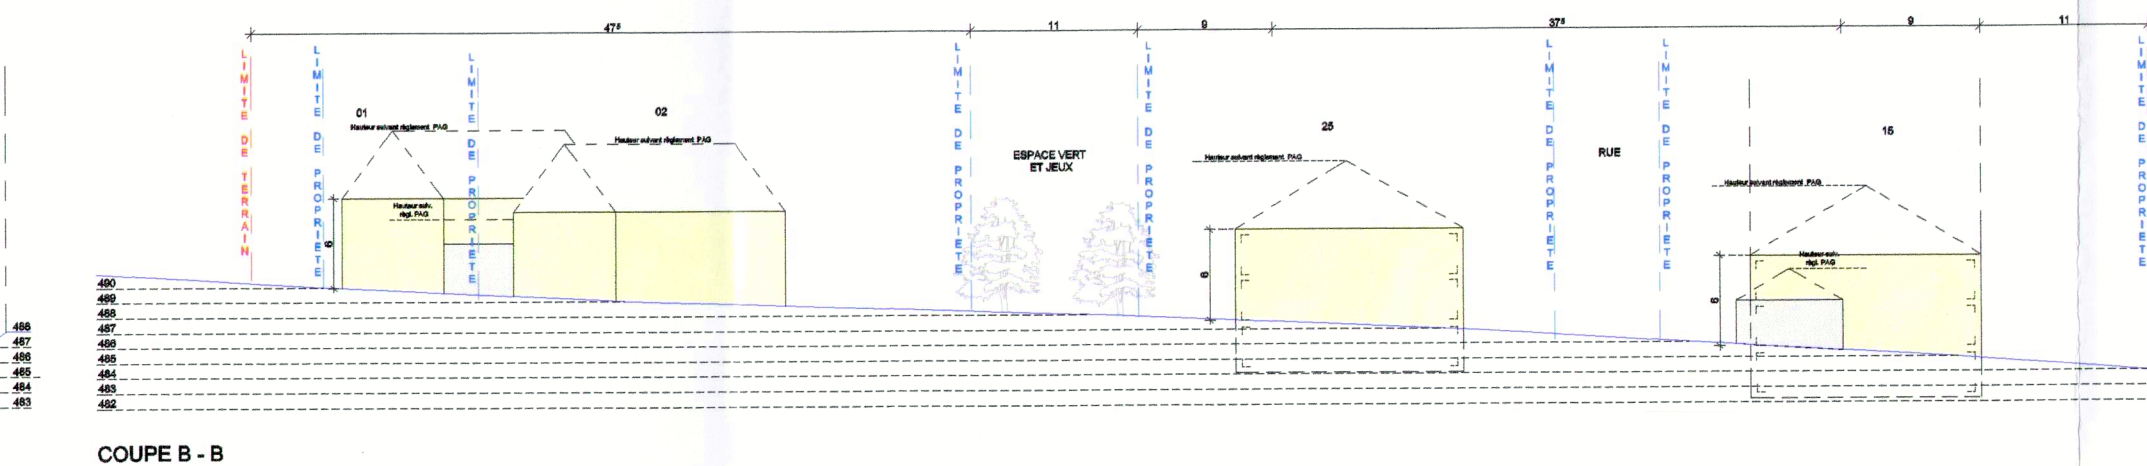 47⁵
11
9
37⁵
9
11
LIMITE DE TERRAIN
LIMITE DE PROPRIETE
LIMITE DE PROPRIETE
LIMITE DE PROPRIETE
LIMITE DE PROPRIETE
LIMITE DE PROPRIETE
LIMITE DE PROPRIETE
LIMITE DE PROPRIETE
01
Hauteur suivant règlement PAG
02
Hauteur suivant règlement PAG
Hauteur suiv.
règl. PAG
6
ESPACE VERT
ET JEUX
25
Hauteur suivant règlement PAG
6
RUE
15
Hauteur suivant règlement PAG
Hauteur suiv.
règl. PAG
6
490
489
488
487
486
485
484
483
482
488
487
486
485
484
483
COUPE B - B